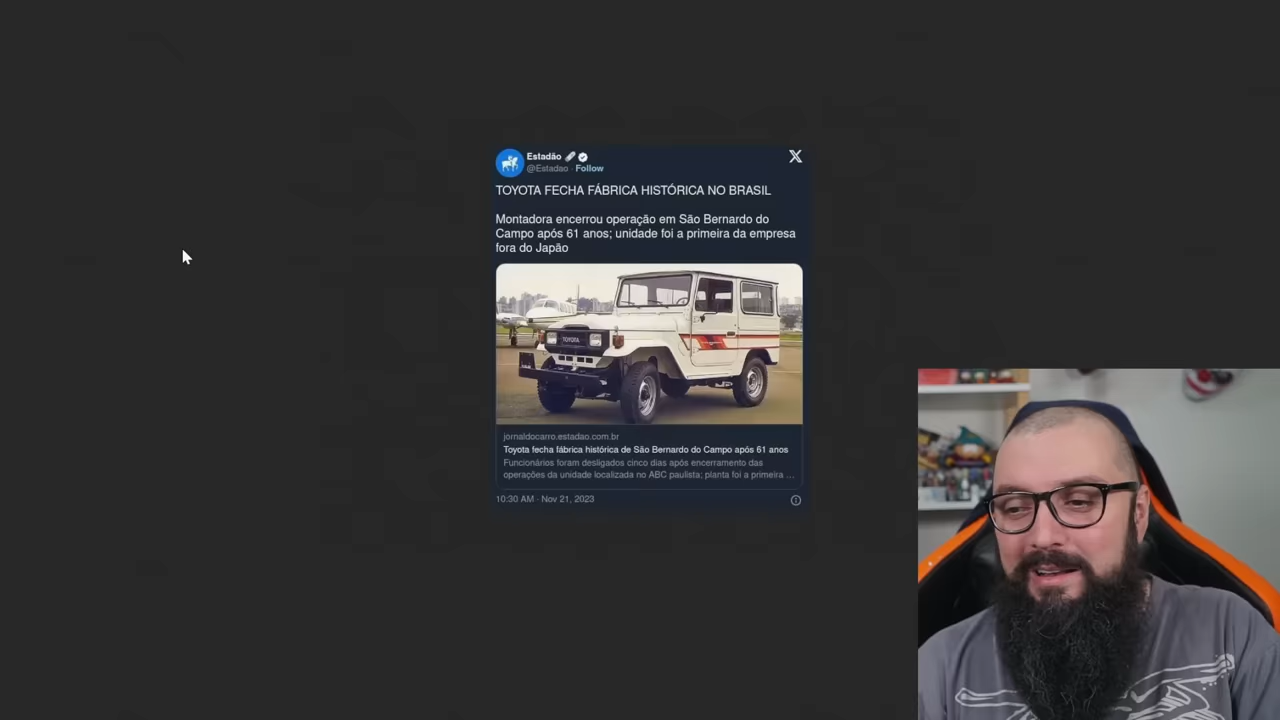 Estadão
@Estadao · Follow
TOYOTA FECHA FÁBRICA HISTÓRICA NO BRASIL
Montadora encerrou operação em São Bernardo do
Campo após 61 anos; unidade foi a primeira da empresa
fora do Japão
TOYOTA
jornaldocarro.estadao.com.br
Toyota fecha fábrica histórica de São Bernardo do Campo após 61 anos
Funcionários foram desligados cinco dias após encerramento das
operações da unidade localizada no ABC paulista; planta foi a primeira ...
10:30 AM · Nov 21, 2023